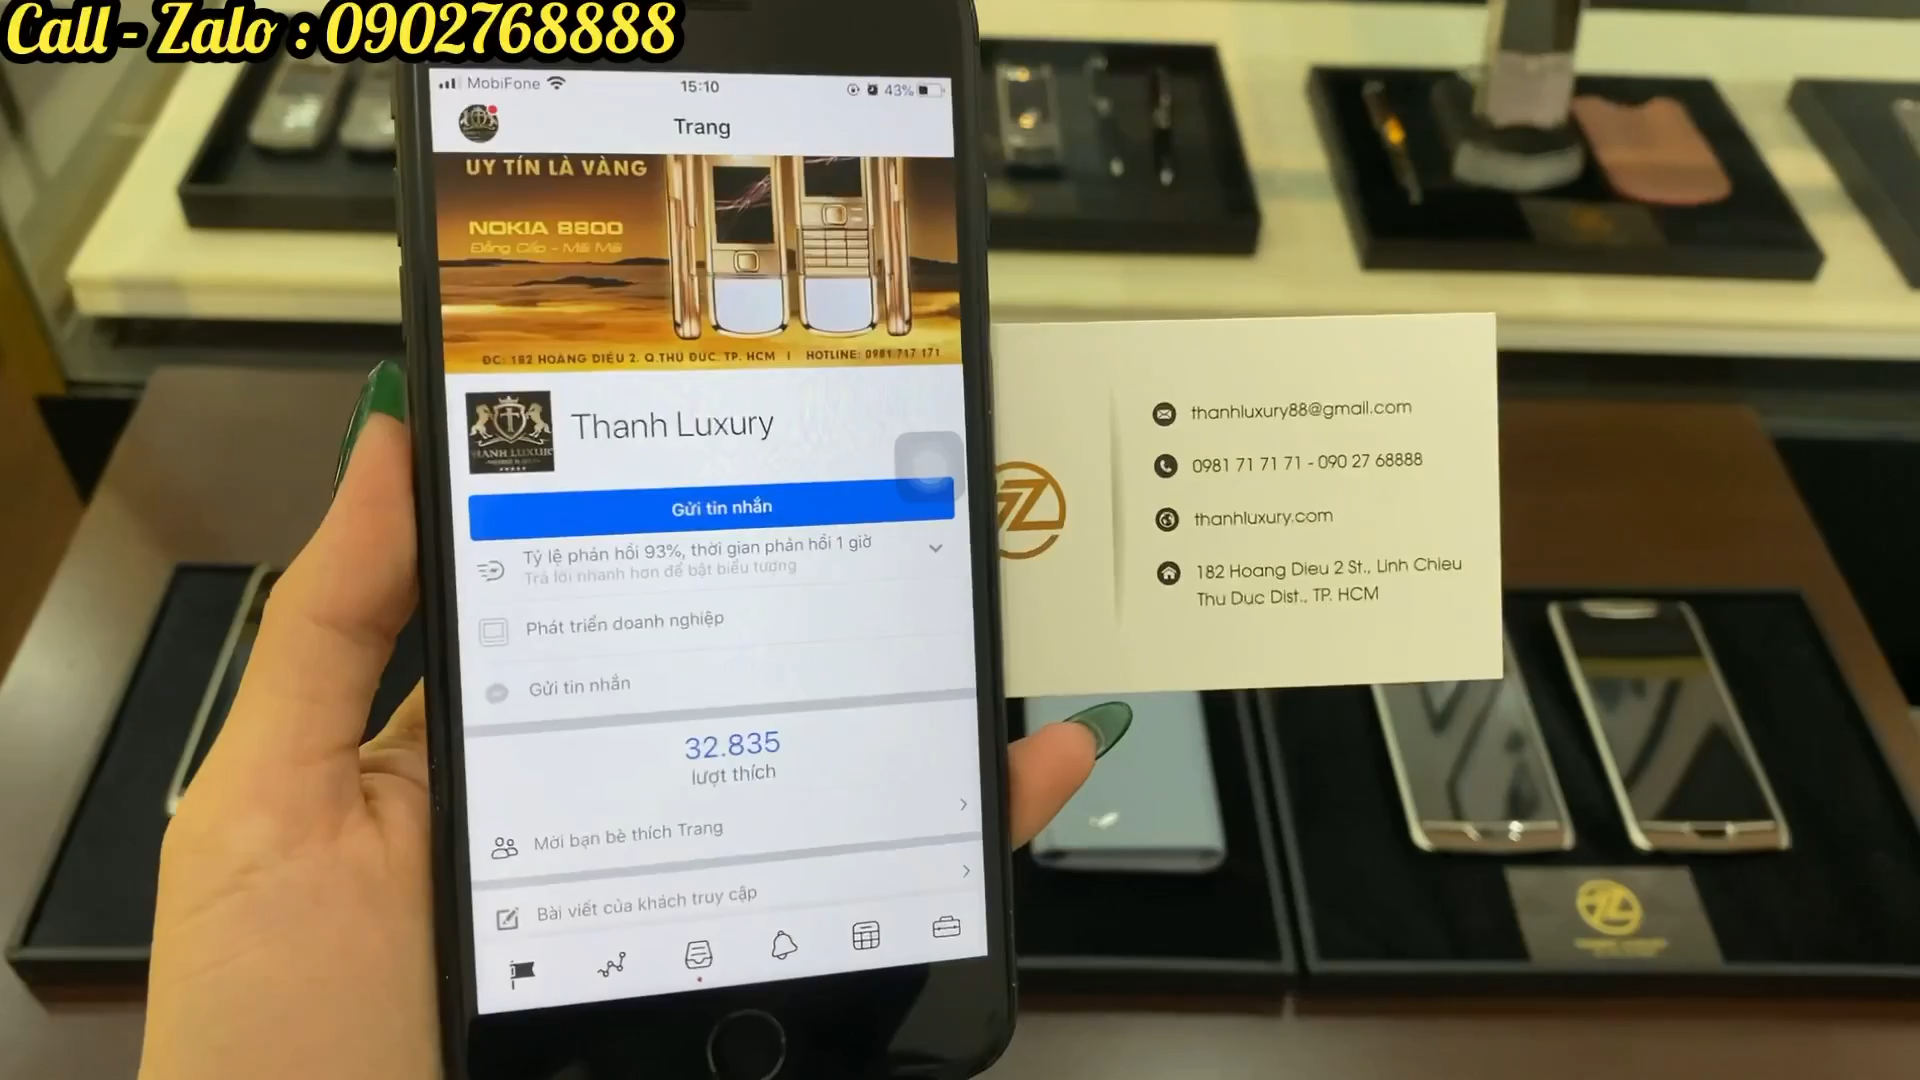 Call - Zalo : 0902768888
MobiFone
15:10
43%
Trang
UY TÍN LÀ VÀNG
NOKIA 8800
Đẳng Cấp - Mãi Mãi
ĐC: 182 HOÀNG DIỆU 2. Q.THỦ ĐỨC. TP. HCM | HOTLINE: 0981 717 171
Thanh Luxury
Gửi tin nhắn
Tỷ lệ phản hồi 93%, thời gian phản hồi 1 giờ
Trả lời nhanh hơn để bật biểu tượng
Phát triển doanh nghiệp
Gửi tin nhắn
32.835
lượt thích
Mời bạn bè thích Trang
Bài viết của khách truy cập
thanhluxury88@gmail.com
0981 71 71 71 - 090 27 68888
thanhluxury.com
182 Hoang Dieu 2 St., Linh Chieu
Thu Duc Dist., TP. HCM